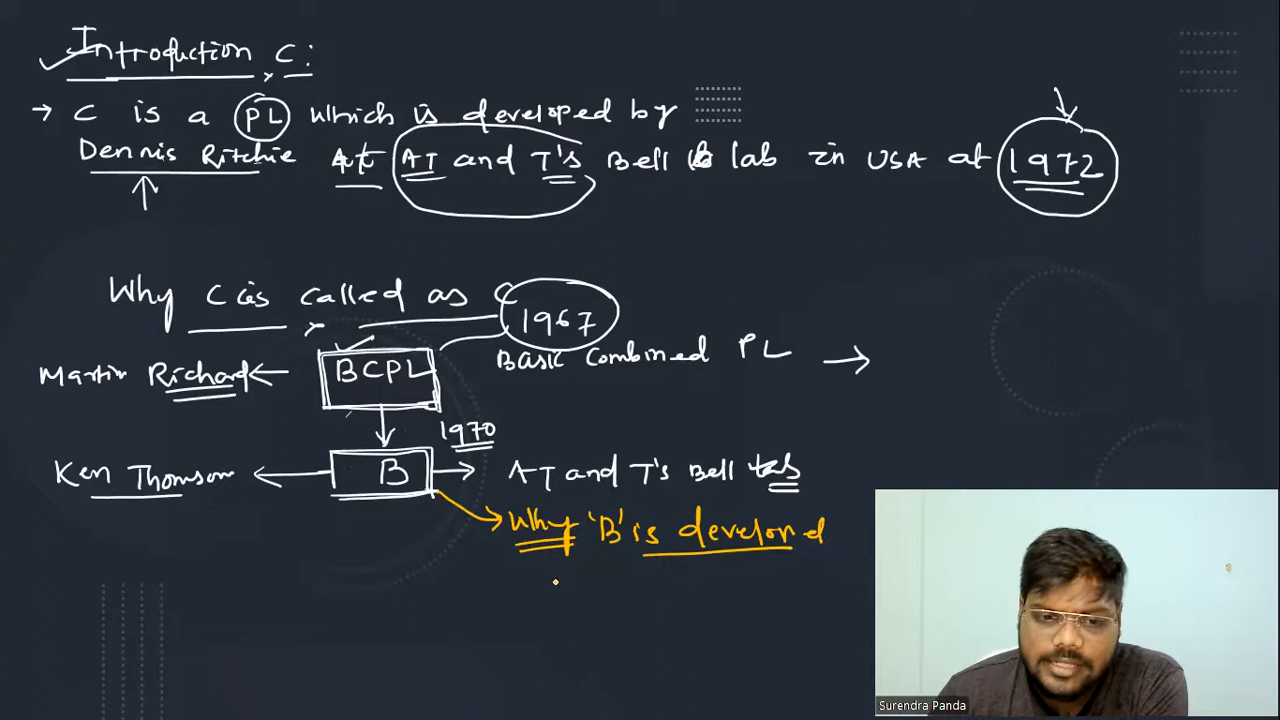 Introduction C:
→ C is a PL which is developed by
Dennis Ritchie At AT and T's Bell lab in USA at 1972
Why C is called as C
1967
Martin Richard ← BCPL Basic Combined PL →
1970
Ken Thomson ← B → AT and T's Bell Labs
Why 'B' is developed
Surendra Panda